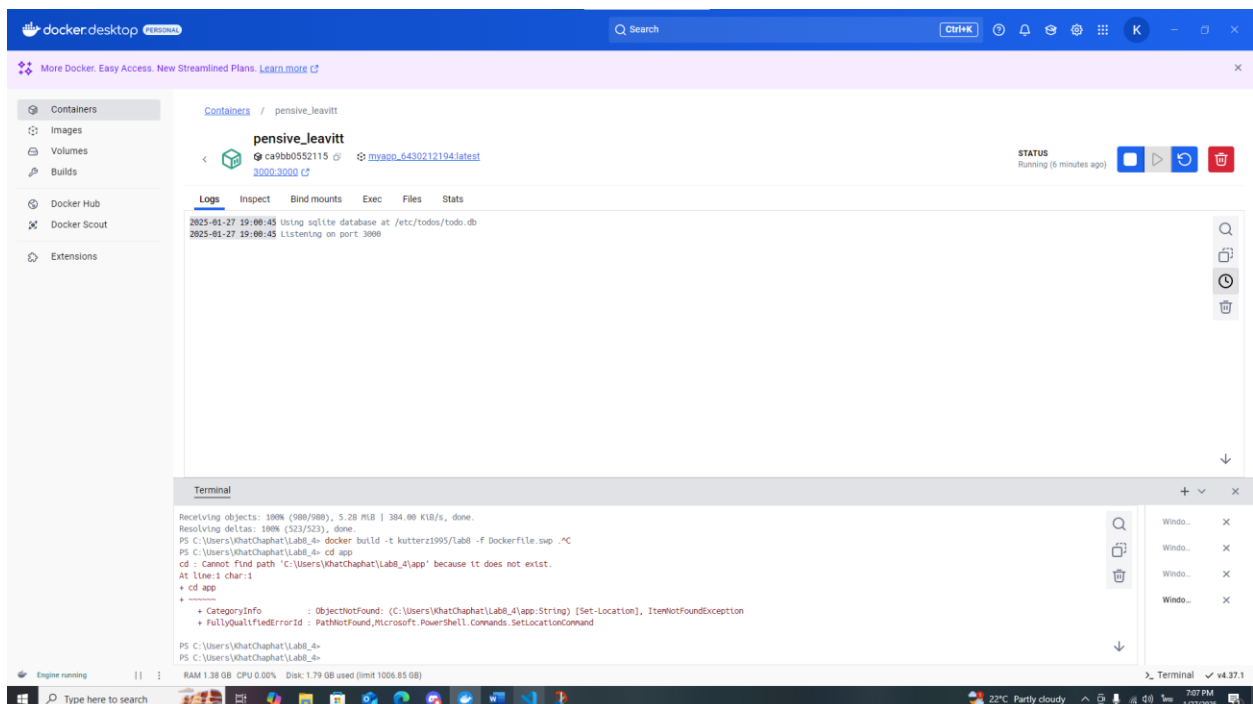 docker desktop PERSONAL
Search
Ctrl+K
K
More Docker. Easy Access. New Streamlined Plans. Learn more
Containers
Images
Volumes
Builds
Docker Hub
Docker Scout
Extensions
Containers / pensive_leavitt
pensive_leavitt
ca9bb0552115 myapp_6430212194:latest
3000:3000
STATUS
Running (6 minutes ago)
Logs Inspect Bind mounts Exec Files Stats
2025-01-27 19:00:45 Using sqlite database at /etc/todos/todo.db
2025-01-27 19:00:45 Listening on port 3000
Terminal
Receiving objects: 100% (980/980), 5.28 MiB | 384.00 KiB/s, done.
Resolving deltas: 100% (523/523), done.
PS C:\Users\KhatChaphat\Lab8_4> docker build -t kutterz1995/lab8 -f Dockerfile.swp .^C
PS C:\Users\KhatChaphat\Lab8_4> cd app
cd : Cannot find path 'C:\Users\KhatChaphat\Lab8_4\app' because it does not exist.
At line:1 char:1
+ cd app
+ ~~~~~~
+ CategoryInfo : ObjectNotFound: (C:\Users\KhatChaphat\Lab8_4\app:String) [Set-Location], ItemNotFoundException
+ FullyQualifiedErrorId : PathNotFound,Microsoft.PowerShell.Commands.SetLocationCommand
PS C:\Users\KhatChaphat\Lab8_4>
PS C:\Users\KhatChaphat\Lab8_4>
Windo...
Windo...
Windo...
Windo...
Engine running
RAM 1.38 GB CPU 0.00% Disk: 1.79 GB used (limit 1006.85 GB)
Terminal v4.37.1
Type here to search
22°C Partly cloudy
7:07 PM
1/27/2025